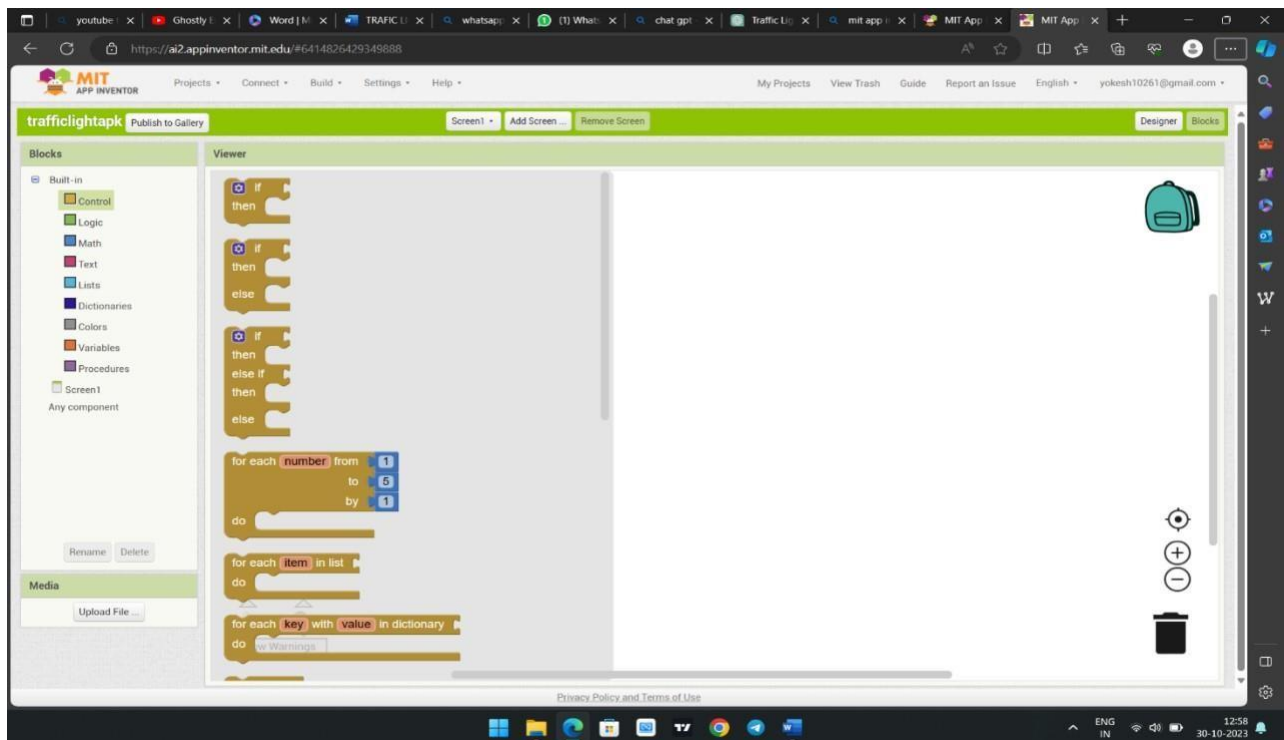 youtube
Ghostly E
Word | M
TRAFIC LI
whatsapp
(1) Whats
chat gpt -
Traffic Lig
mit app i
MIT App
MIT App
https://ai2.appinventor.mit.edu/#6414826429349888
MIT
APP INVENTOR
Projects
Connect
Build
Settings
Help
My Projects
View Trash
Guide
Report an Issue
English
yokesh10261@gmail.com
trafficlightapk
Publish to Gallery
Screen1
Add Screen ...
Remove Screen
Designer
Blocks
Blocks
Viewer
Built-in
Control
Logic
Math
Text
Lists
Dictionaries
Colors
Variables
Procedures
Screen1
Any component
Rename
Delete
Media
Upload File ...
if
then
if
then
else
if
then
else if
then
else
for each number from 1
to 5
by 1
do
for each item in list
do
for each key with value in dictionary
do
w Warnings
Privacy Policy and Terms of Use
ENG
IN
12:58
30-10-2023